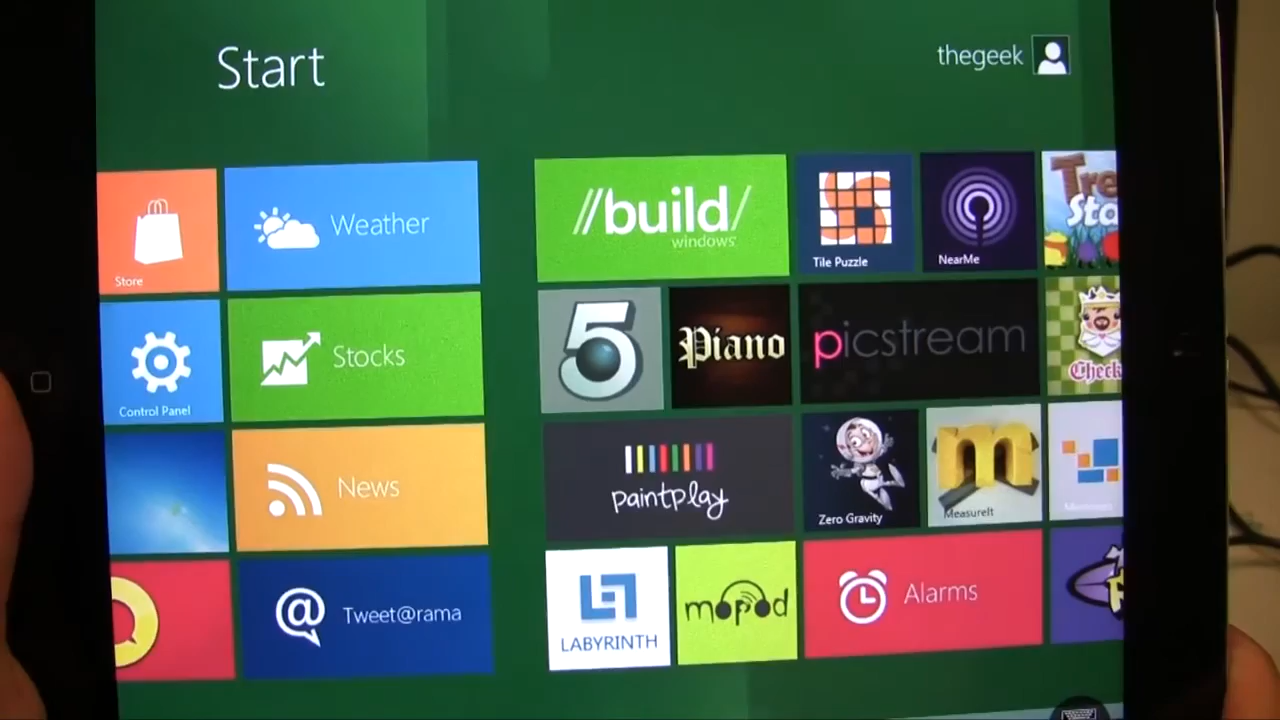 Start
thegeek
Store
Weather
//build/
windows
Tile Puzzle
NearMe
Control Panel
Stocks
5
Piano
picstream
Check
News
paintplay
Zero Gravity
m
MeasureIt
@
Tweet@rama
LABYRINTH
mopod
Alarms